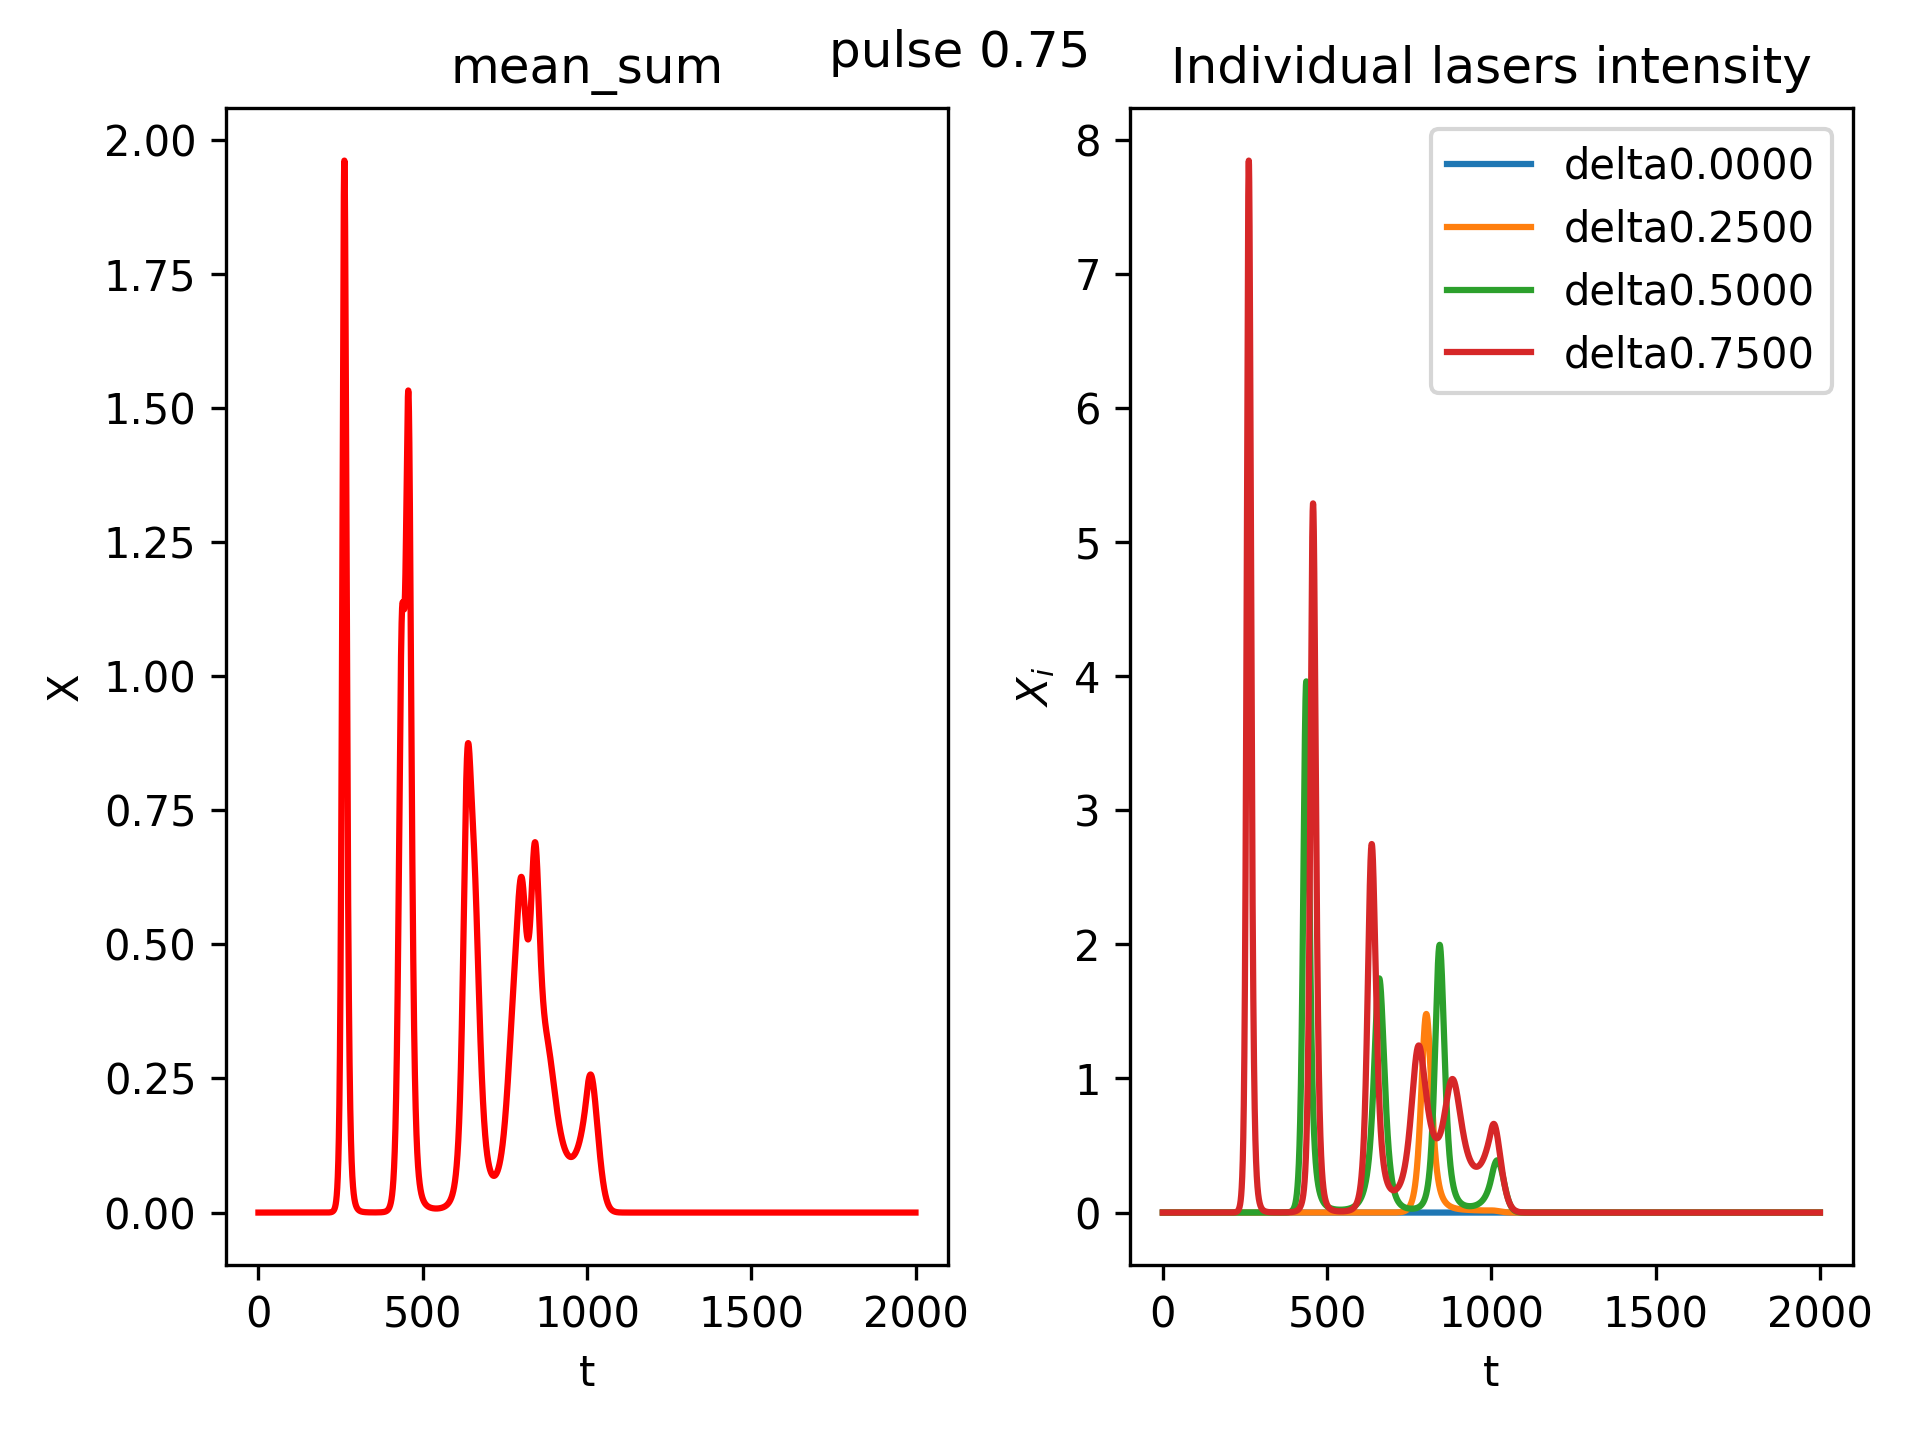 pulse 0.75
mean_sum
2.00
1.75
1.50
1.25
1.00
0.75
0.50
0.25
0.00
X
0 500 1000 1500 2000
t
Individual lasers intensity
8
7
6
5
4
3
2
1
0
X_i
delta0.0000
delta0.2500
delta0.5000
delta0.7500
0 500 1000 1500 2000
t